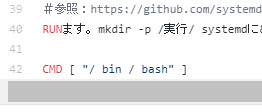 39 #参照：https://github.com/systemd
40 RUNます。mkdir -p /実行/ systemdに
41
42 CMD [ "/ bin / bash" ]